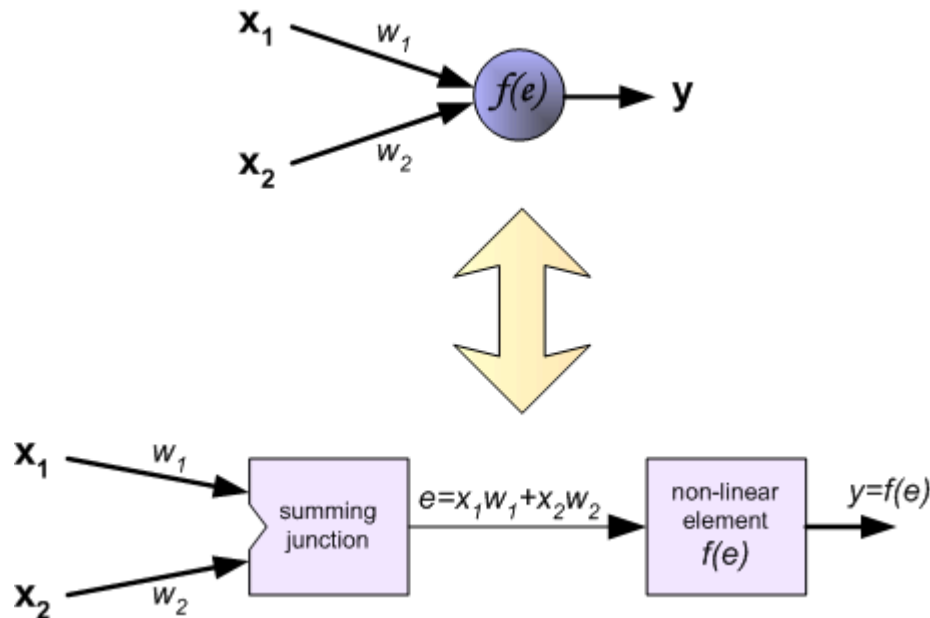 x₁
w₁
f(e)
y
w₂
x₂
x₁
w₁
summing
junction
e=x₁w₁+x₂w₂
non-linear
element
f(e)
y=f(e)
w₂
x₂